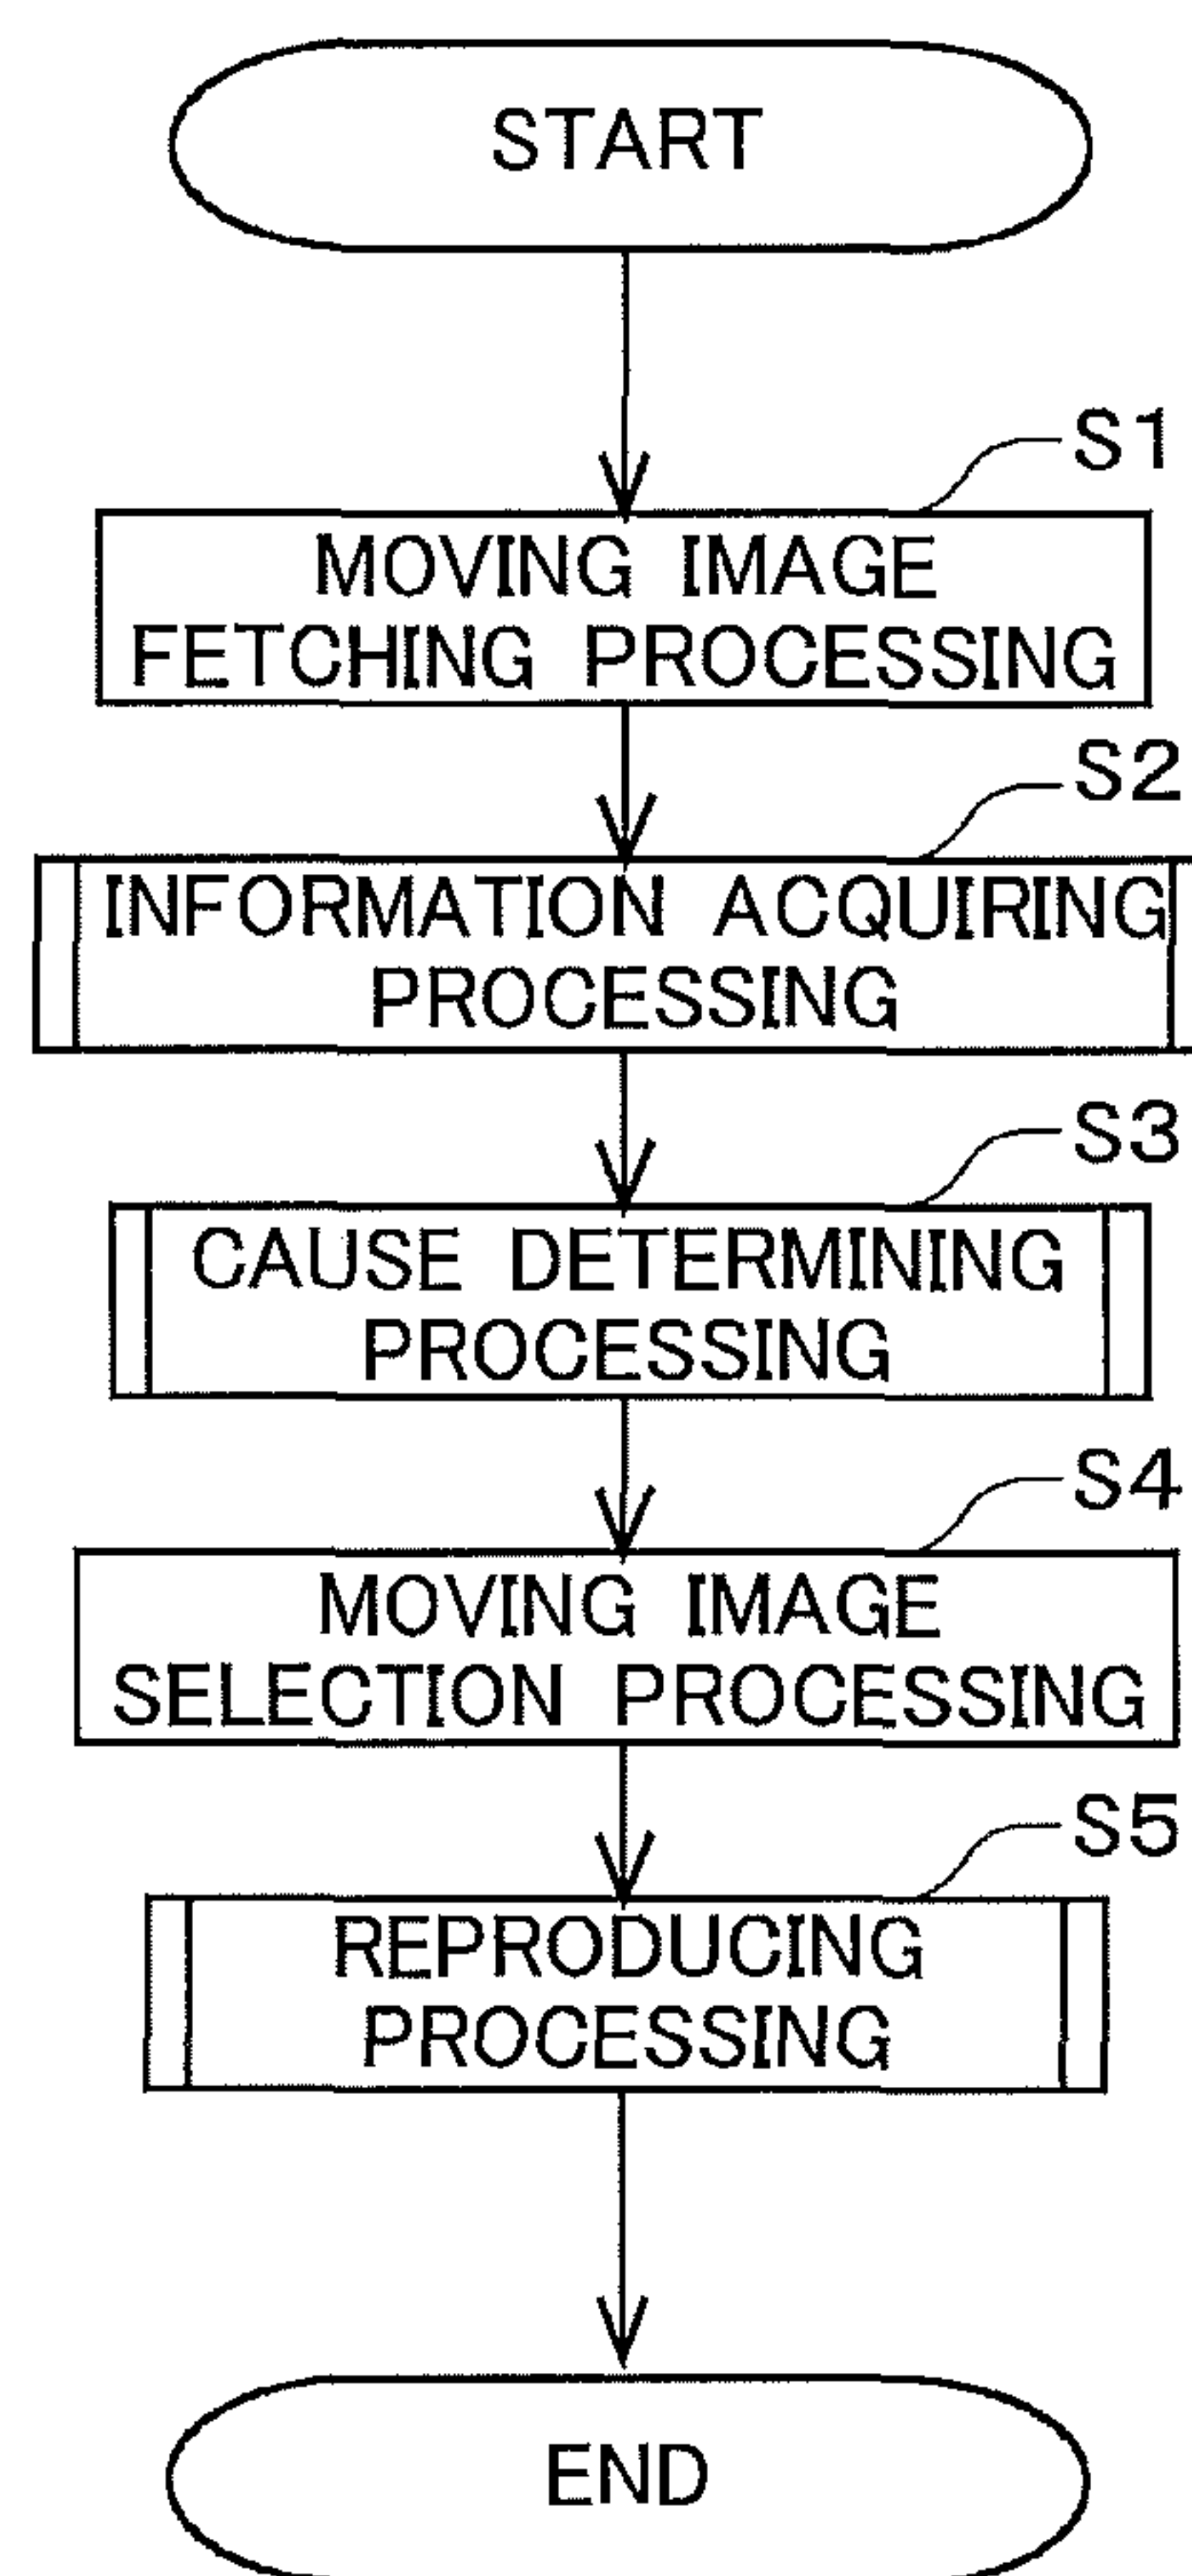 START
S1
MOVING IMAGE
FETCHING PROCESSING
S2
INFORMATION ACQUIRING
PROCESSING
S3
CAUSE DETERMINING
PROCESSING
S4
MOVING IMAGE
SELECTION PROCESSING
S5
REPRODUCING
PROCESSING
END